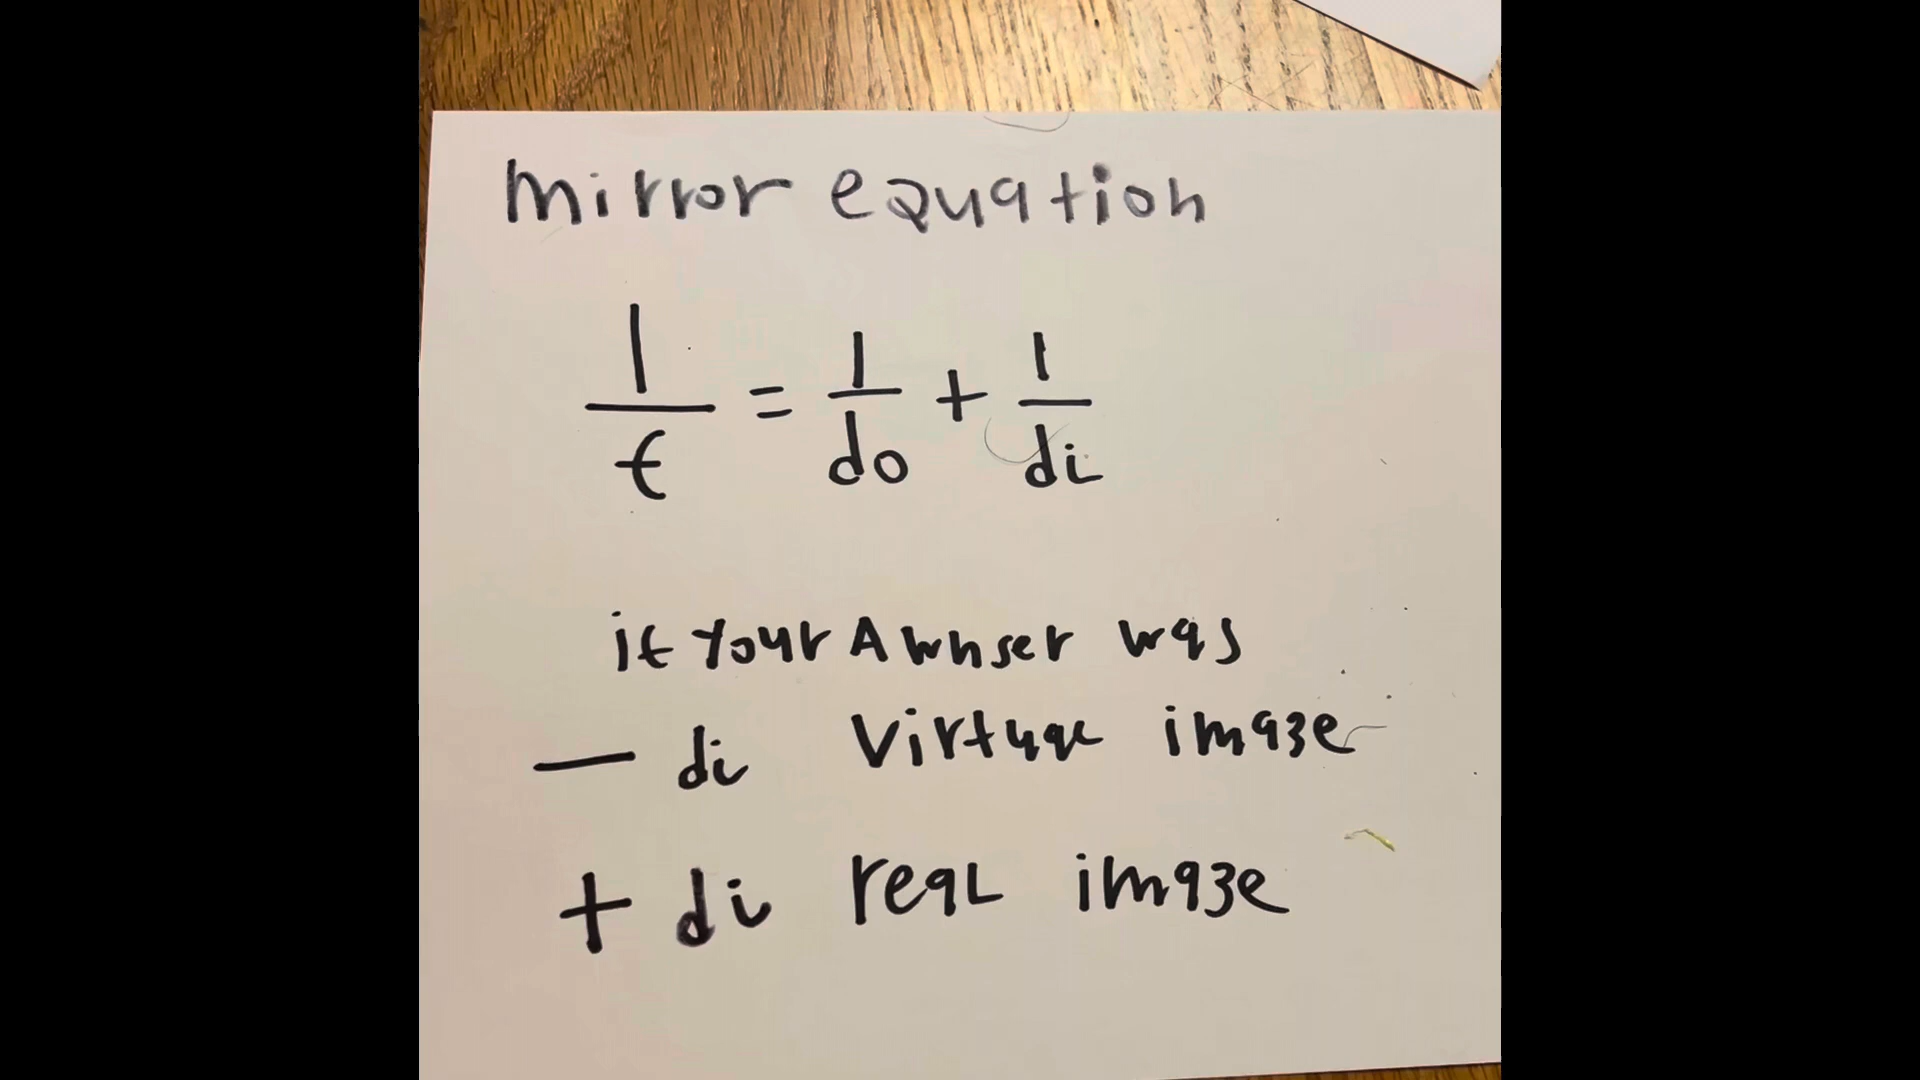 mirror equation
1/f = 1/do + 1/di
if your Awnser was
— di virtual image
+ di real image